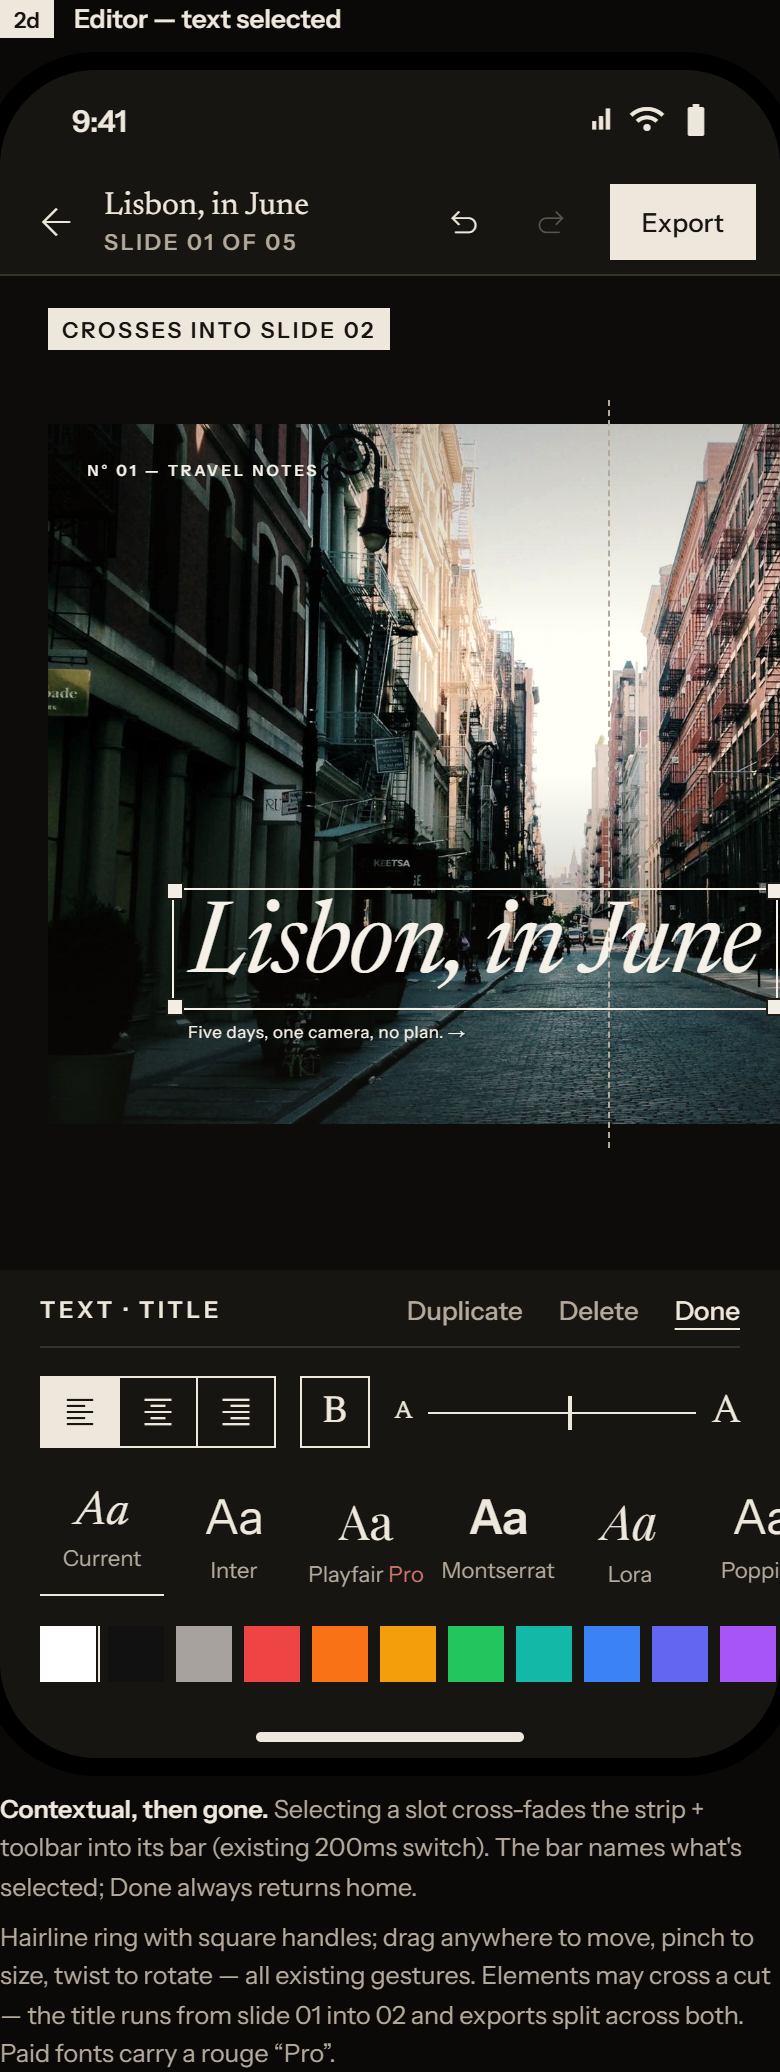 2d Editor — text selected
9:41
Lisbon, in June
SLIDE 01 OF 05
Export
CROSSES INTO SLIDE 02
N° 01 — TRAVEL NOTES
ade
KEETSA
Lisbon, in June
Five days, one camera, no plan. →
TEXT · TITLE Duplicate Delete Done
B A A
Aa Aa Aa Aa Aa Aa
Current Inter Playfair Pro Montserrat Lora Poppi
Contextual, then gone. Selecting a slot cross-fades the strip +
toolbar into its bar (existing 200ms switch). The bar names what's
selected; Done always returns home.
Hairline ring with square handles; drag anywhere to move, pinch to
size, twist to rotate — all existing gestures. Elements may cross a cut
— the title runs from slide 01 into 02 and exports split across both.
Paid fonts carry a rouge “Pro”.